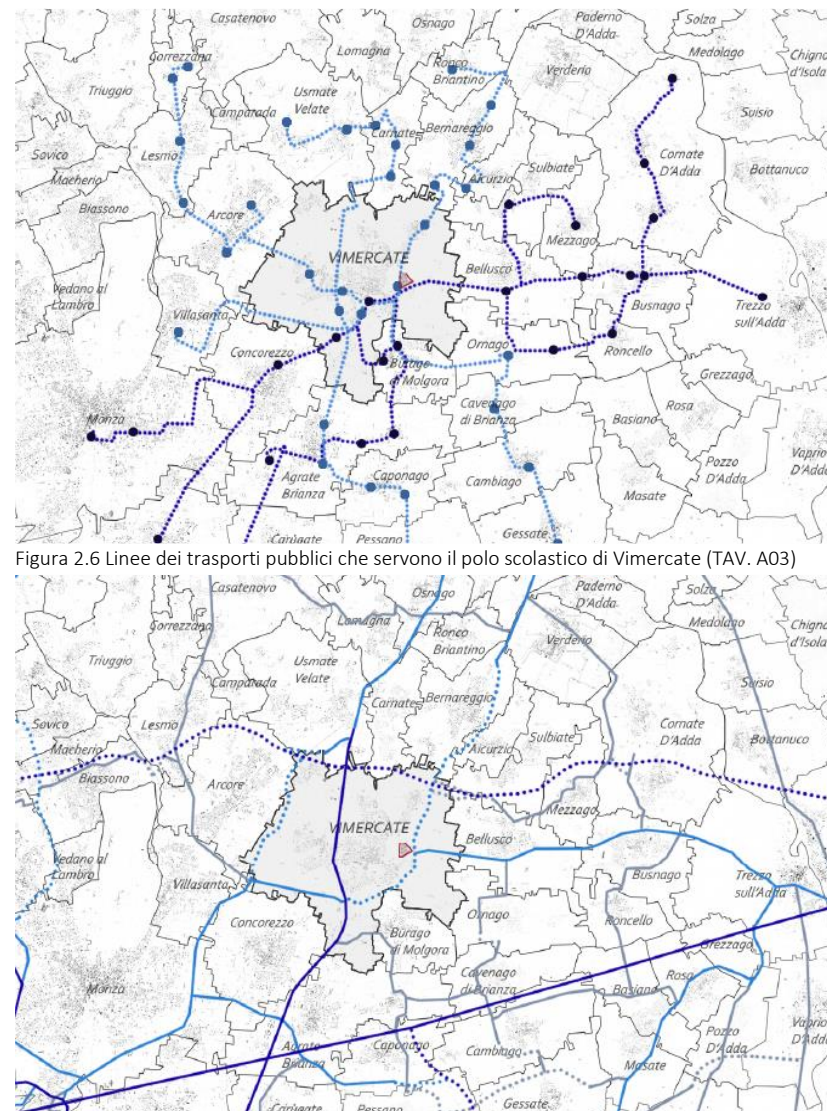 Casatenovo
Osnago
Paderno
D'Adda
Solza
Medolago
Chign
d'Isola
Correzzana
Lomagna
Ronco
Briantino
Verderio
Triuggio
Camparada
Usmate
Velate
Carnate
Bernareggio
Suisio
Sovico
Lesmo
Macherio
Biassono
Aicurzio
Sulbiate
Cornate
D'Adda
Bottanuco
Arcore
Mezzago
VIMERCATE
Bellusco
Vedano al
Lambro
Villasanta
Busnago
Trezzo
sull'Adda
Concorezzo
Ornago
Roncello
Burago
di Molgora
Grezzago
Monza
Cavenago
di Brianza
Basiano
Rosa
Agrate
Brianza
Caponago
Cambiago
Masate
Pozzo
D'Adda
Vaprio
D'Adda
Carugate
Pessano
Gessate
Figura 2.6 Linee dei trasporti pubblici che servono il polo scolastico di Vimercate (TAV. A03)
Casatenovo
Osnago
Paderno
D'Adda
Solza
Medolago
Chign
d'Isola
Correzzana
Lomagna
Ronco
Briantino
Verderio
Triuggio
Camparada
Usmate
Velate
Carnate
Bernareggio
Suisio
Sovico
Lesmo
Macherio
Biassono
Aicurzio
Sulbiate
Cornate
D'Adda
Bottanuco
Arcore
Mezzago
VIMERCATE
Bellusco
Vedano al
Lambro
Villasanta
Busnago
Trezzo
sull'Adda
Concorezzo
Ornago
Roncello
Burago
di Molgora
Grezzago
Monza
Cavenago
di Brianza
Basiano
Rosa
Agrate
Brianza
Caponago
Cambiago
Masate
Pozzo
D'Adda
Vaprio
D'Adda
Carugate
Pessano
Gessate